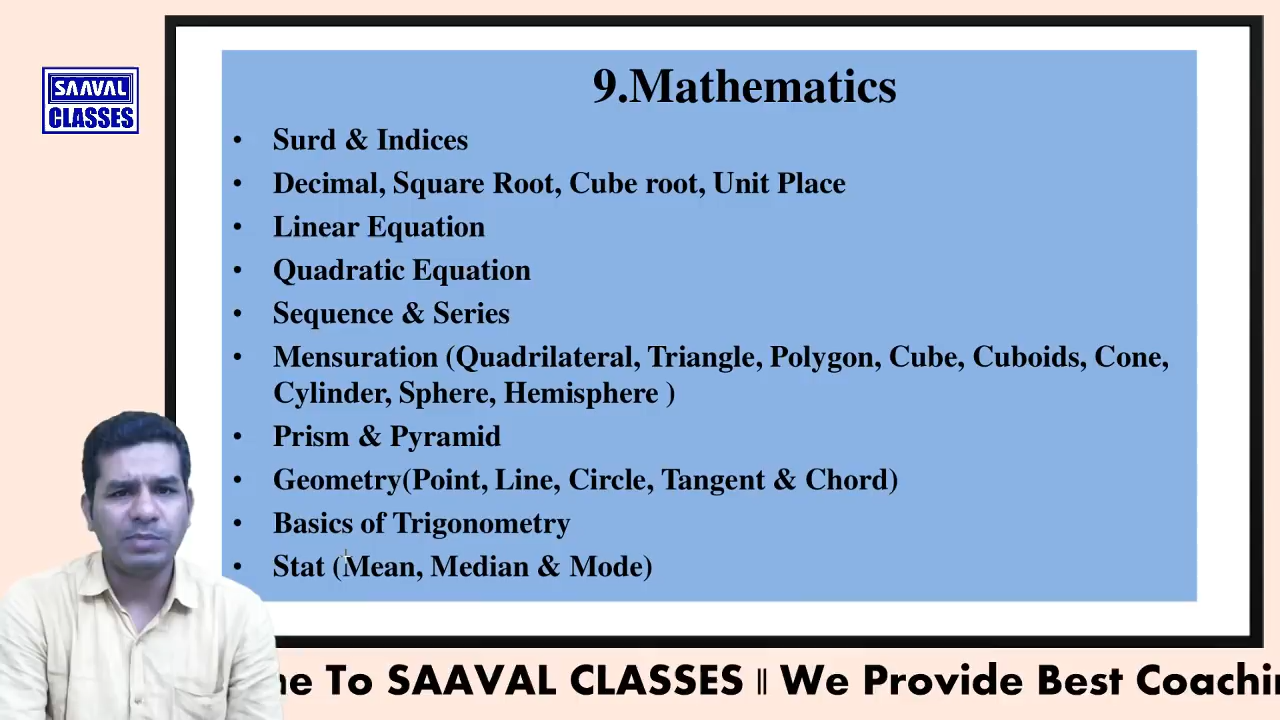 SAAVAL
CLASSES
9.Mathematics
• Surd & Indices
• Decimal, Square Root, Cube root, Unit Place
• Linear Equation
• Quadratic Equation
• Sequence & Series
• Mensuration (Quadrilateral, Triangle, Polygon, Cube, Cuboids, Cone,
Cylinder, Sphere, Hemisphere )
• Prism & Pyramid
• Geometry(Point, Line, Circle, Tangent & Chord)
• Basics of Trigonometry
• Stat (Mean, Median & Mode)
To SAAVAL CLASSES || We Provide Best